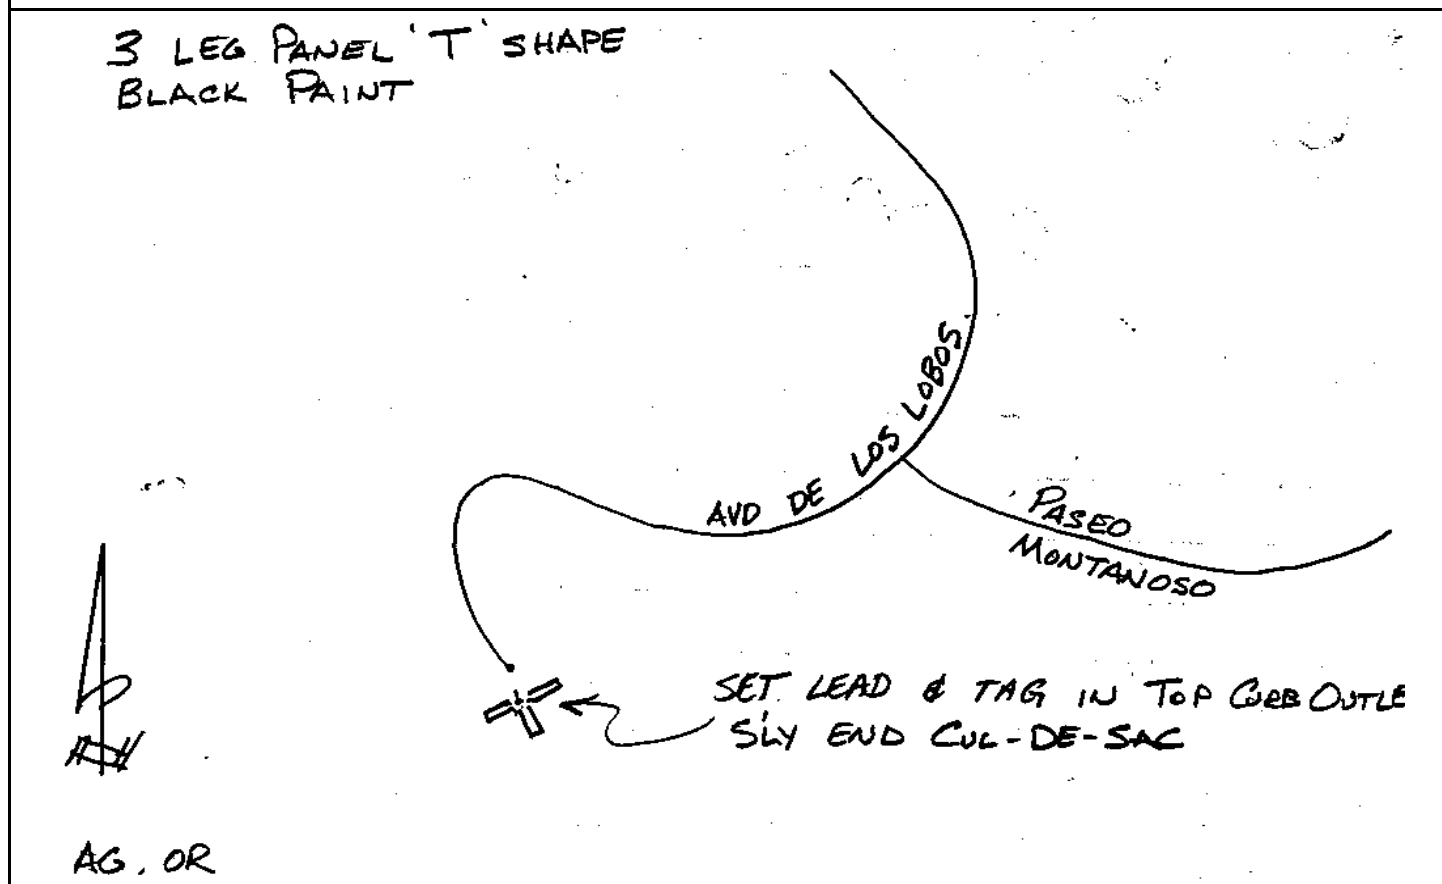 3 LEG PANEL 'T' SHAPE
BLACK PAINT
AVD DE LOS LOBOS
PASEO
MONTANOSO
SET LEAD & TAG IN TOP CURB OUTLE
S'LY END CUL-DE-SAC
AG. OR